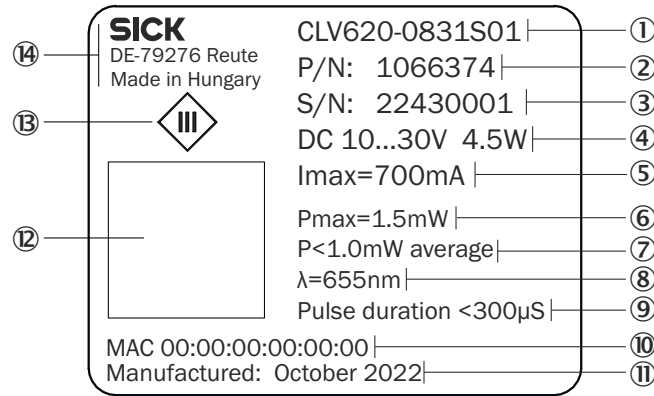 SICK
DE-79276 Reute
Made in Hungary
III
CLV620-0831S01
P/N: 1066374
S/N: 22430001
DC 10...30V 4.5W
Imax=700mA
Pmax=1.5mW
P<1.0mW average
λ=655nm
Pulse duration <300µS
MAC 00:00:00:00:00:00
Manufactured: October 2022
①
②
③
④
⑤
⑥
⑦
⑧
⑨
⑩
⑪
⑫
⑬
⑭